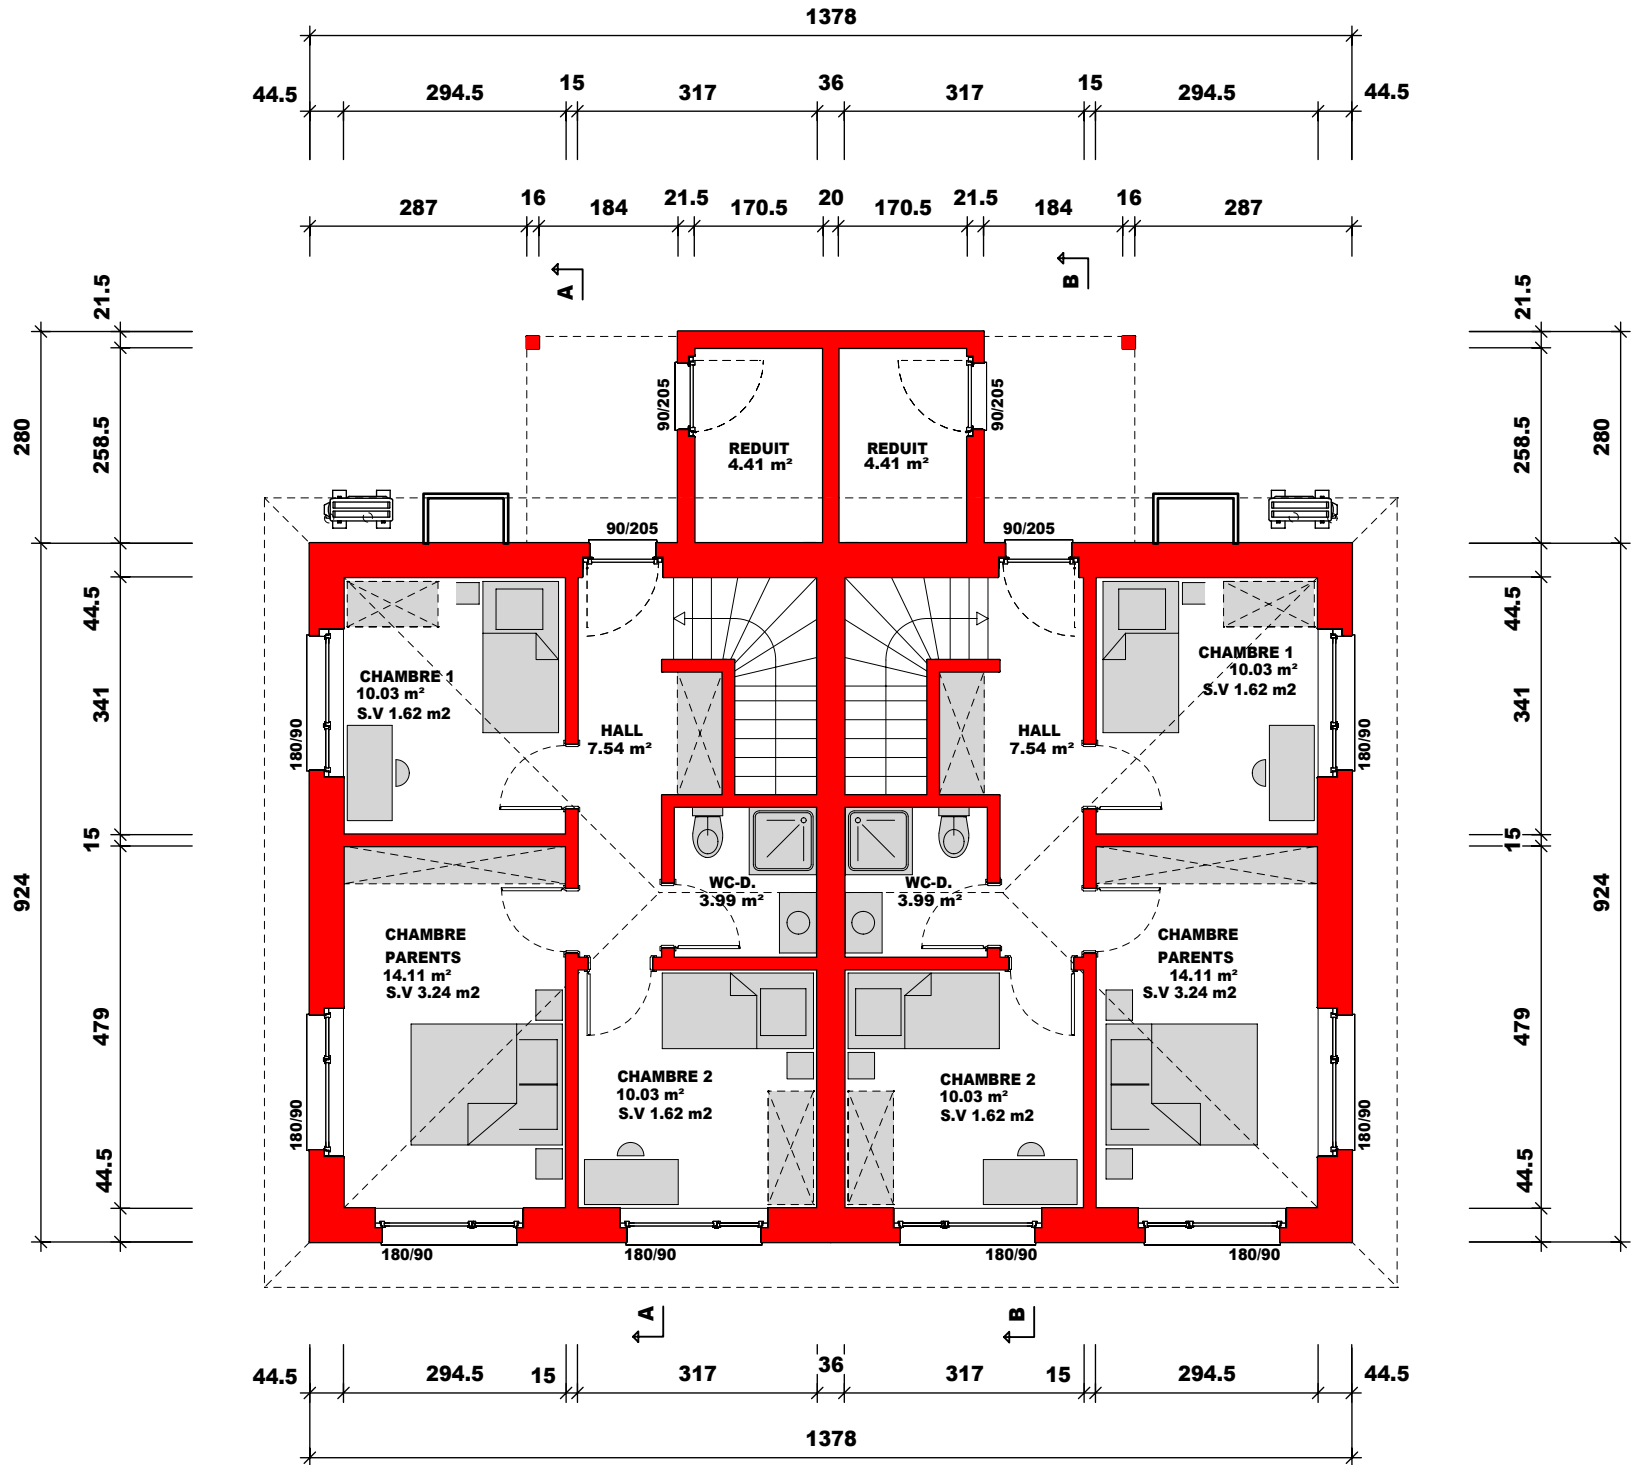 1378
44.5 294.5 15 317 36 317 15 294.5 44.5
287 16 184 21.5 170.5 20 170.5 21.5 184 16 287
A B
21.5 21.5
280 258.5 258.5 280
90/205 90/205
REDUIT REDUIT
4.41 m² 4.41 m²
90/205 90/205
44.5 44.5
CHAMBRE 1
10.03 m²
S.V 1.62 m2
CHAMBRE 1
10.03 m²
S.V 1.62 m2
341 341
180/90 180/90
HALL
7.54 m²
HALL
7.54 m²
15 15
WC-D.
3.99 m²
WC-D.
3.99 m²
924 924
CHAMBRE
PARENTS
14.11 m²
S.V 3.24 m2
CHAMBRE
PARENTS
14.11 m²
S.V 3.24 m2
479 479
CHAMBRE 2
10.03 m²
S.V 1.62 m2
CHAMBRE 2
10.03 m²
S.V 1.62 m2
180/90 180/90
44.5 44.5
180/90 180/90 180/90 180/90
A B
44.5 294.5 15 317 36 317 15 294.5 44.5
1378